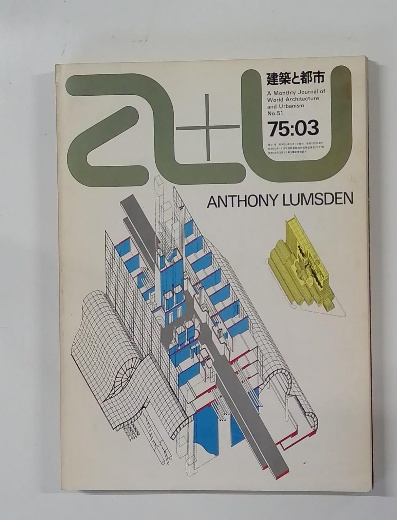 a+U
建築と都市
A Monthly Journal of
World Architecture
and Urbanism
No.51
75:03
ANTHONY LUMSDEN